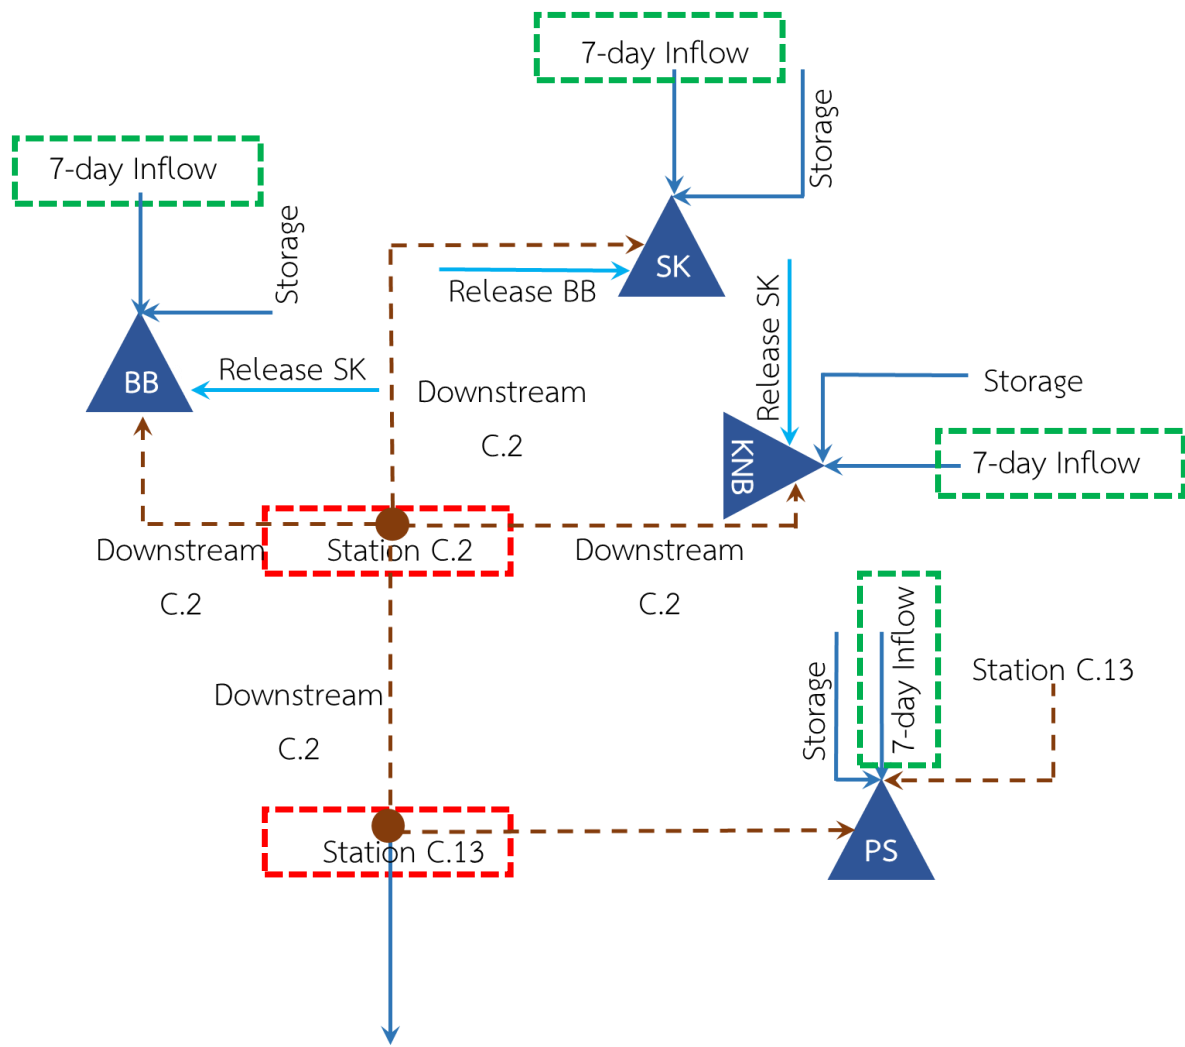 7-day Inflow
Storage
7-day Inflow
Storage
SK
Release BB
Release SK
BB
Release SK
Downstream
C.2
Storage
KNB
7-day Inflow
Station C.2
Downstream
C.2
Downstream
C.2
7-day Inflow
Storage
Station C.13
Downstream
C.2
Station C.13
PS